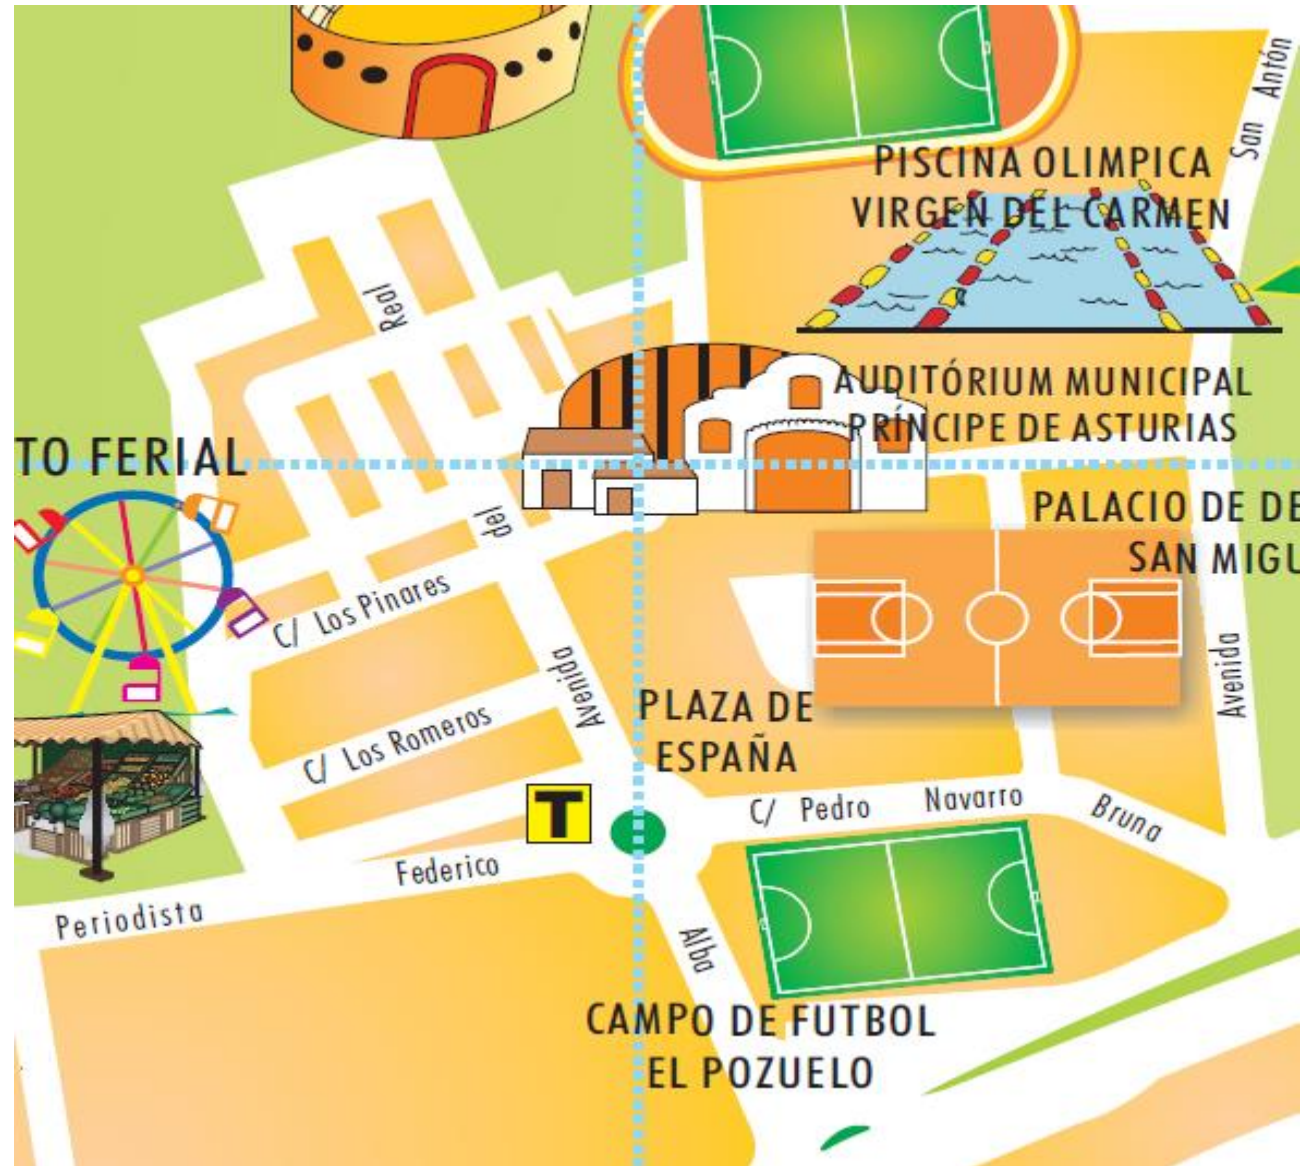 San Antón
PISCINA OLIMPICA
VIRGEN DEL CARMEN
Real
AUDITÓRIUM MUNICIPAL
PRÍNCIPE DE ASTURIAS
TO FERIAL
PALACIO DE DE
SAN MIGU
del
C/ Los Pinares
Avenida
Avenida
PLAZA DE
ESPAÑA
C/ Los Romeros
T
C/ Pedro Navarro Bruna
Periodista Federico
Alba
CAMPO DE FUTBOL
EL POZUELO